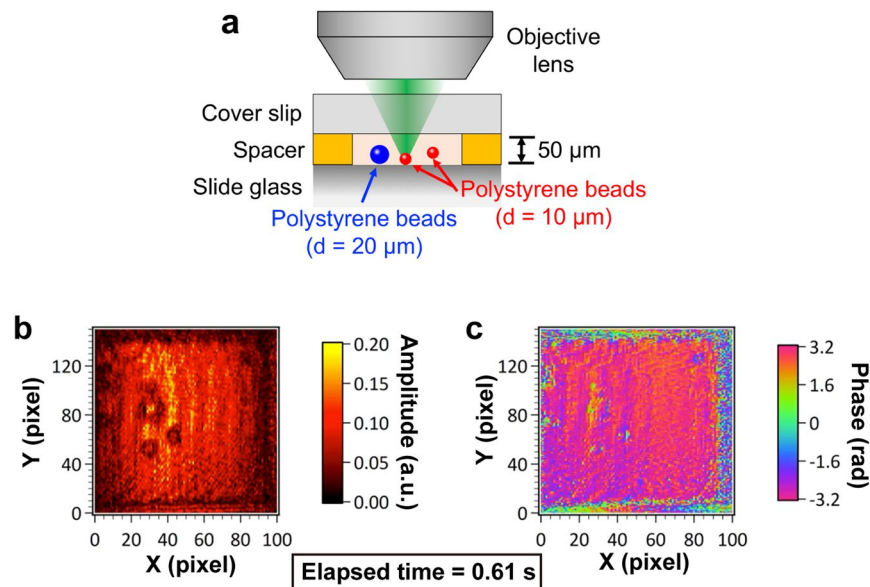 a
Objective
lens
Cover slip
Spacer
50 µm
Slide glass
Polystyrene beads
(d = 20 µm)
Polystyrene beads
(d = 10 µm)
b
120
80
40
0
Y (pixel)
0 20 40 60 80 100
X (pixel)
0.20
0.15
0.10
0.05
0.00
Amplitude (a.u.)
c
120
80
40
0
Y (pixel)
0 20 40 60 80 100
X (pixel)
3.2
1.6
0
-1.6
-3.2
Phase (rad)
Elapsed time = 0.61 s